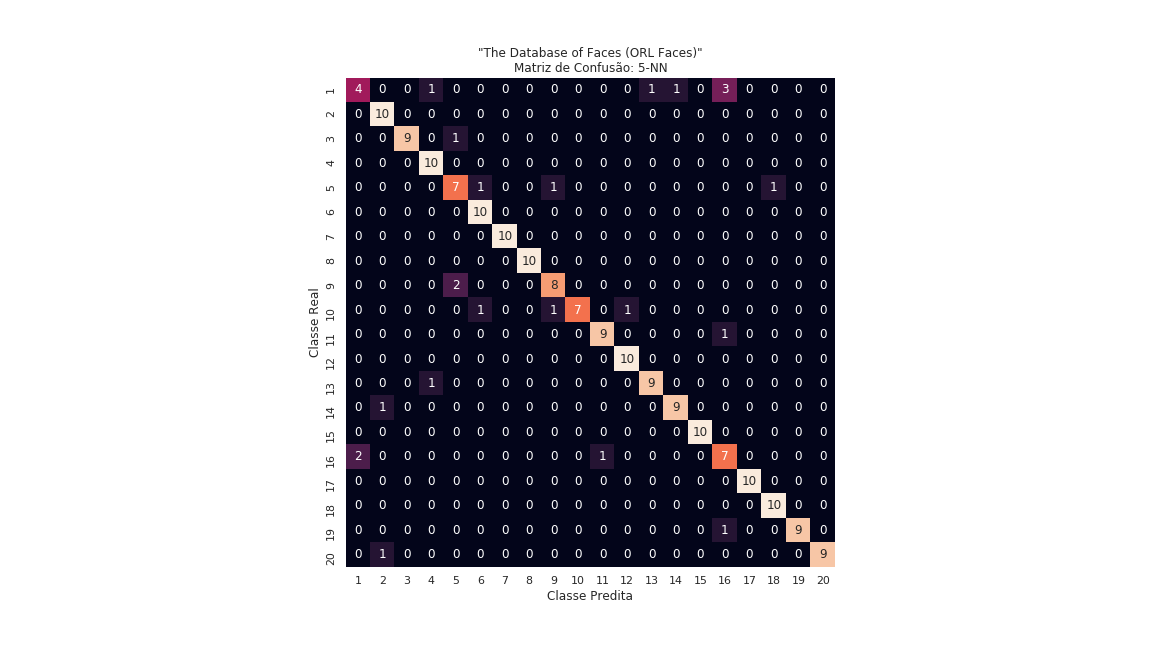 "The Database of Faces (ORL Faces)"
Matriz de Confusão: 5-NN
Classe Real
1 4 0 0 1 0 0 0 0 0 0 0 0 1 1 0 3 0 0 0 0
2 0 10 0 0 0 0 0 0 0 0 0 0 0 0 0 0 0 0 0 0
3 0 0 9 0 1 0 0 0 0 0 0 0 0 0 0 0 0 0 0 0
4 0 0 0 10 0 0 0 0 0 0 0 0 0 0 0 0 0 0 0 0
5 0 0 0 0 7 1 0 0 1 0 0 0 0 0 0 0 0 1 0 0
6 0 0 0 0 0 10 0 0 0 0 0 0 0 0 0 0 0 0 0 0
7 0 0 0 0 0 0 10 0 0 0 0 0 0 0 0 0 0 0 0 0
8 0 0 0 0 0 0 0 10 0 0 0 0 0 0 0 0 0 0 0 0
9 0 0 0 0 2 0 0 0 8 0 0 0 0 0 0 0 0 0 0 0
10 0 0 0 0 0 1 0 0 1 7 0 1 0 0 0 0 0 0 0 0
11 0 0 0 0 0 0 0 0 0 0 9 0 0 0 0 1 0 0 0 0
12 0 0 0 0 0 0 0 0 0 0 0 10 0 0 0 0 0 0 0 0
13 0 0 0 1 0 0 0 0 0 0 0 0 9 0 0 0 0 0 0 0
14 0 1 0 0 0 0 0 0 0 0 0 0 0 9 0 0 0 0 0 0
15 0 0 0 0 0 0 0 0 0 0 0 0 0 0 10 0 0 0 0 0
16 2 0 0 0 0 0 0 0 0 0 1 0 0 0 0 7 0 0 0 0
17 0 0 0 0 0 0 0 0 0 0 0 0 0 0 0 0 10 0 0 0
18 0 0 0 0 0 0 0 0 0 0 0 0 0 0 0 0 0 10 0 0
19 0 0 0 0 0 0 0 0 0 0 0 0 0 0 0 1 0 0 9 0
20 0 1 0 0 0 0 0 0 0 0 0 0 0 0 0 0 0 0 0 9
1 2 3 4 5 6 7 8 9 10 11 12 13 14 15 16 17 18 19 20
Classe Predita